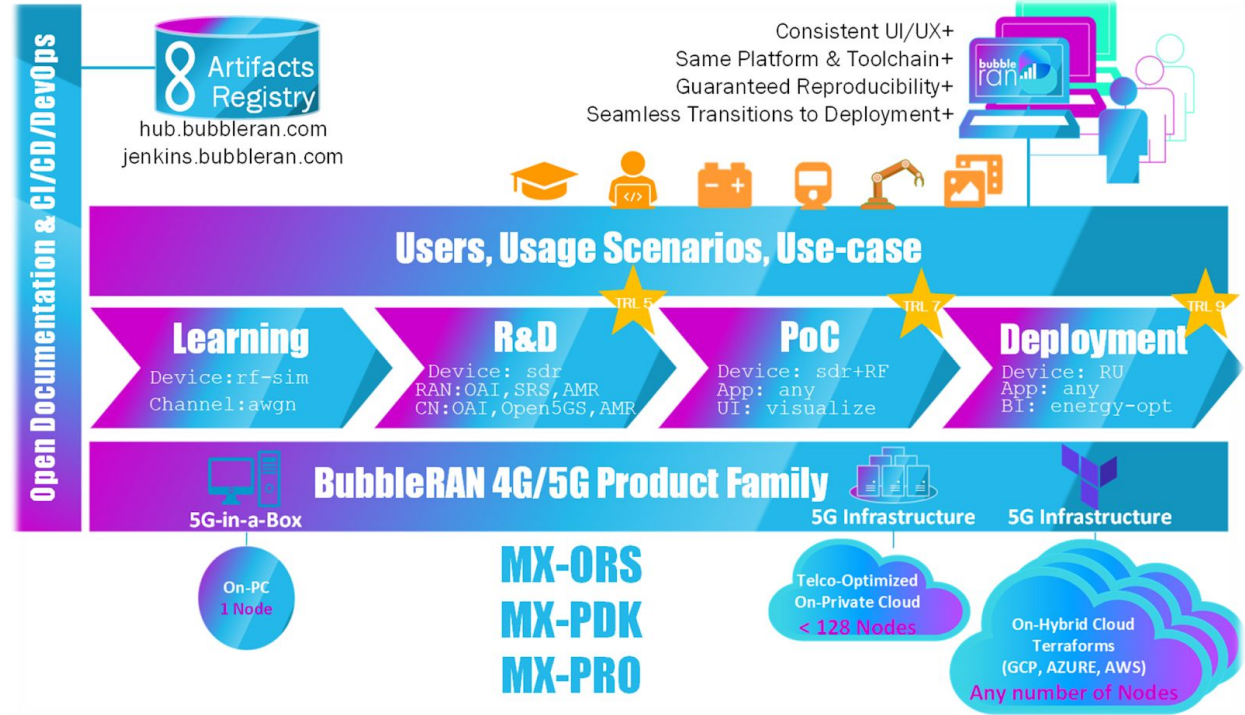 Open Documentation & CI/CD/DevOps
Artifacts
Registry
hub.bubbleran.com
jenkins.bubbleran.com
Consistent UI/UX+
Same Platform & Toolchain+
Guaranteed Reproducibility+
Seamless Transitions to Deployment+
bubble
ran
</>
Users, Usage Scenarios, Use-case
TRL 5
TRL 7
TRL 9
Learning
Device:rf-sim
Channel:awgn
R&D
Device: sdr
RAN:OAI,SRS,AMR
CN:OAI,Open5GS,AMR
PoC
Device: sdr+RF
App: any
UI: visualize
Deployment
Device: RU
App: any
BI: energy-opt
BubbleRAN 4G/5G Product Family
5G-in-a-Box
5G Infrastructure
5G Infrastructure
On-PC
1 Node
MX-ORS
MX-PDK
MX-PRO
Telco-Optimized
On-Private Cloud
< 128 Nodes
On-Hybrid Cloud
Terraforms
(GCP, AZURE, AWS)
Any number of Nodes